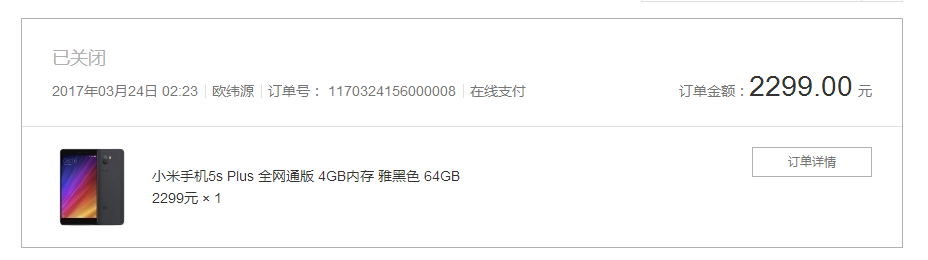 已关闭
2017年03月24日 02:23 欧纬源 订单号： 1170324156000008 在线支付
订单金额：2299.00 元
小米手机5s Plus 全网通版 4GB内存 雅黑色 64GB
2299元 × 1
订单详情